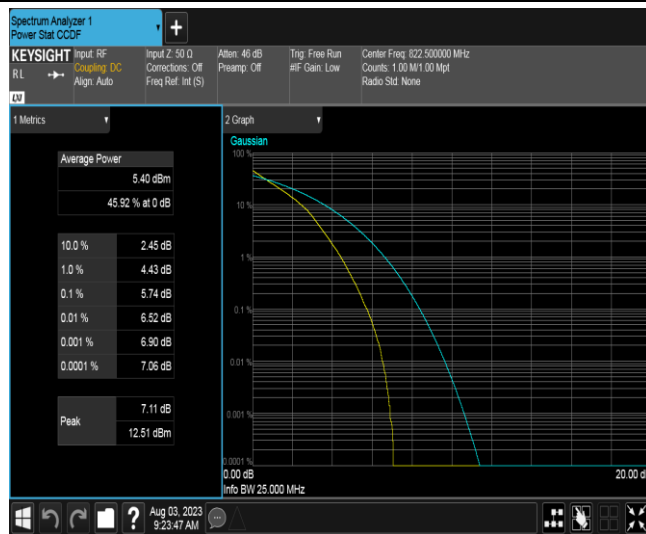 Spectrum Analyzer 1
Power Stat CCDF
+
KEYSIGHT
RL
Input: RF
Coupling: DC
Align: Auto
Input Z: 50 Ω
Corrections: Off
Freq Ref: Int (S)
Atten: 46 dB
Preamp: Off
Trig: Free Run
#IF Gain: Low
Center Freq: 822.500000 MHz
Counts: 1.00 M/1.00 Mpt
Radio Std: None
LXI
1 Metrics
Average Power
5.40 dBm
45.92 % at 0 dB
10.0 % 2.45 dB
1.0 % 4.43 dB
0.1 % 5.74 dB
0.01 % 6.52 dB
0.001 % 6.90 dB
0.0001 % 7.06 dB
Peak
7.11 dB
12.51 dBm
2 Graph
Gaussian
100 %
10 %
1 %
0.1 %
0.01 %
0.001 %
0.0001 %
0.00 dB
20.00 d
Info BW 25.000 MHz
?
Aug 03, 2023
9:23:47 AM